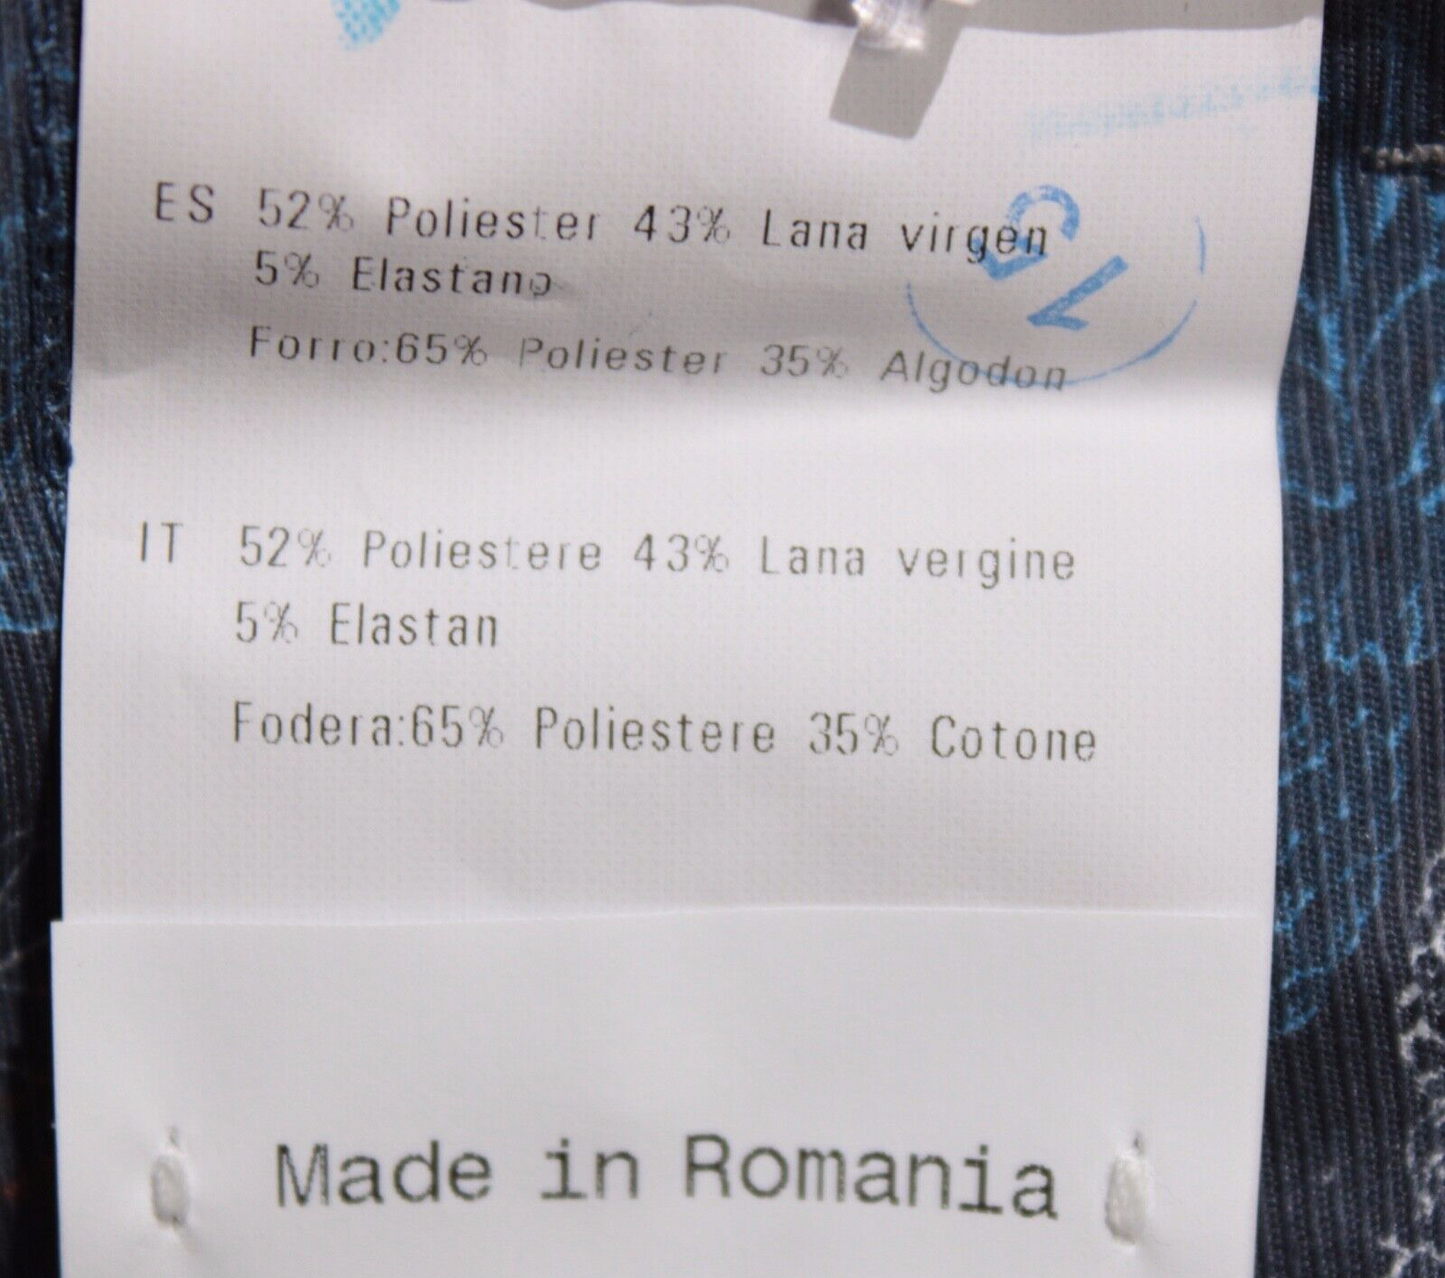 ES 52% Poliester 43% Lana virgen
5% Elastano
Forro:65% Poliester 35% Algodon
IT 52% Poliestere 43% Lana vergine
5% Elastan
Fodera:65% Poliestere 35% Cotone
Made in Romania